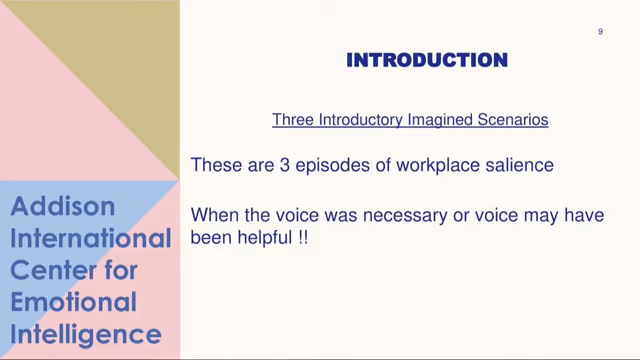 9
INTRODUCTION
Three Introductory Imagined Scenarios
These are 3 episodes of workplace salience
When the voice was necessary or voice may have
been helpful !!
Addison
International
Center for
Emotional
Intelligence